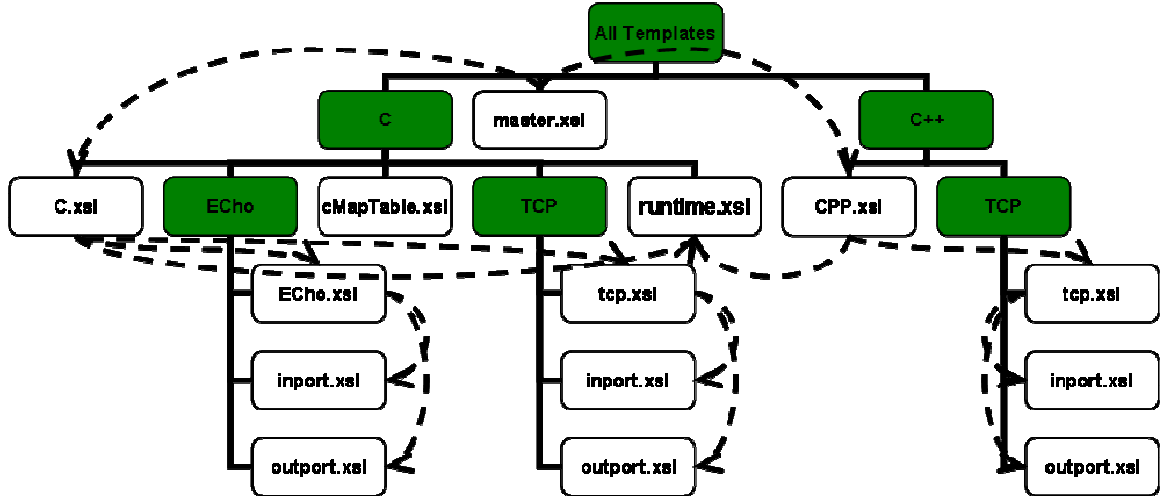 All Templates
C
master.xsl
C++
C.xsl
ECho
cMapTable.xsl
TCP
runtime.xsl
CPP.xsl
TCP
ECho.xsl
tcp.xsl
tcp.xsl
inport.xsl
inport.xsl
inport.xsl
outport.xsl
outport.xsl
outport.xsl